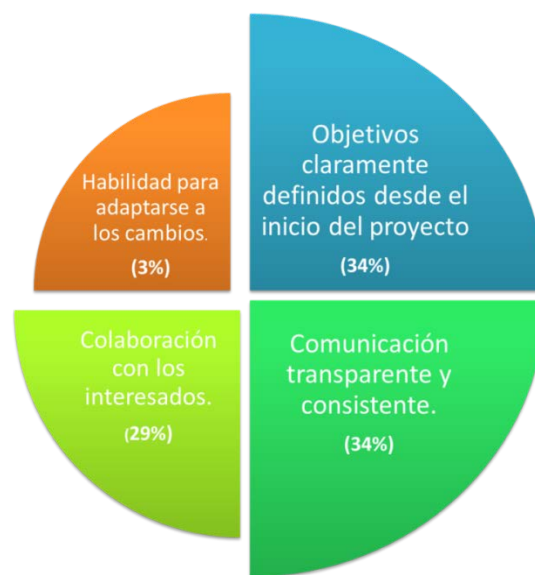 Objetivos
claramente
definidos desde el
inicio del proyecto
(34%)
Habilidad para
adaptarse a
los cambios.
(3%)
Colaboración
con los
interesados.
(29%)
Comunicación
transparente y
consistente.
(34%)